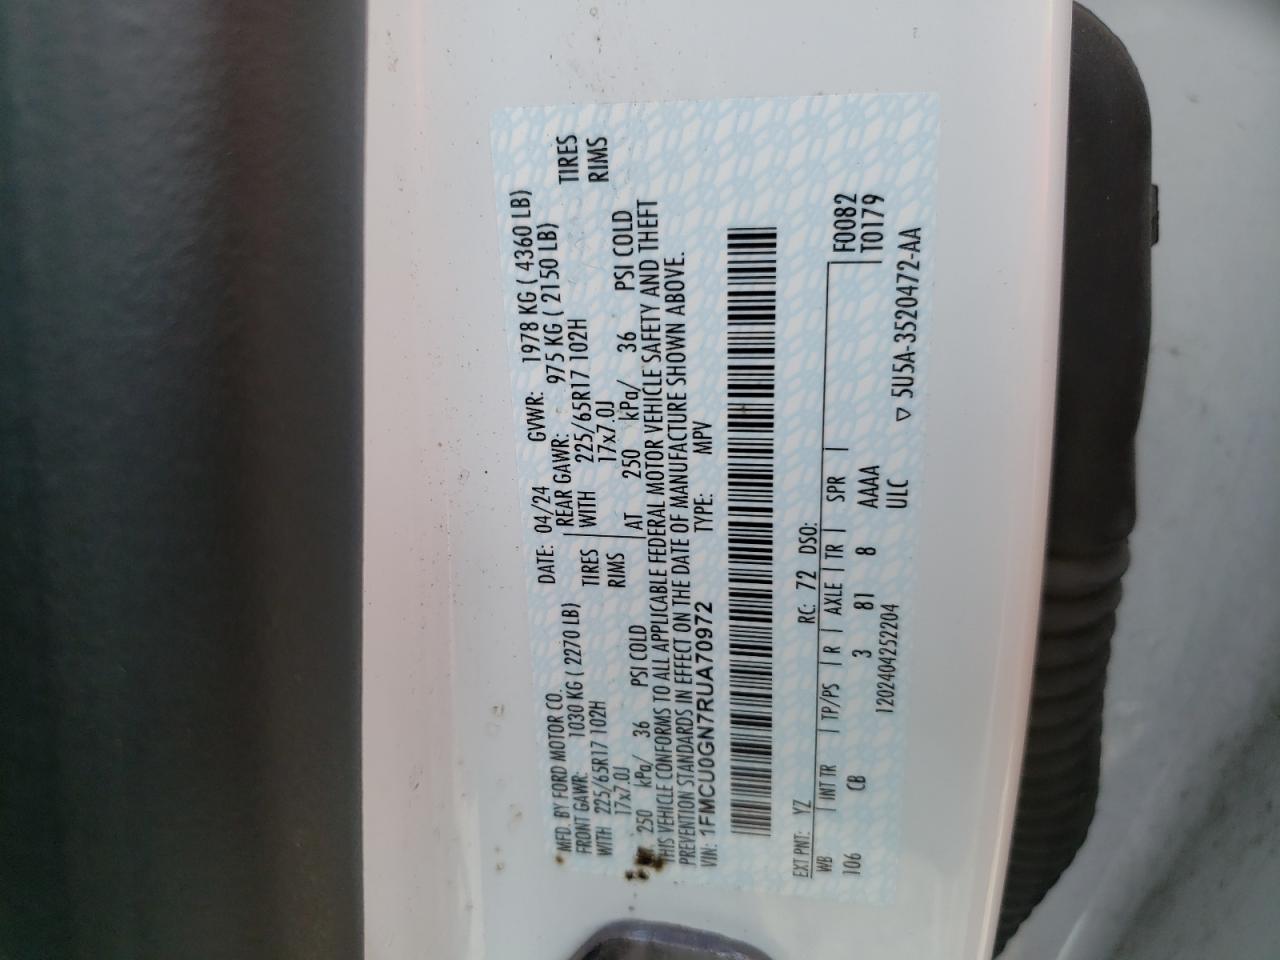 MFD. BY FORD MOTOR CO. DATE: 04/24 GVWR: 1978 KG ( 4360 LB)
FRONT GAWR: 1030 KG ( 2270 LB) REAR GAWR: 975 KG ( 2150 LB)
WITH 225/65R17 102H TIRES WITH 225/65R17 102H TIRES
17x7.0J RIMS 17x7.0J RIMS
250 kPa/ 36 PSI COLD AT 250 kPa/ 36 PSI COLD
THIS VEHICLE CONFORMS TO ALL APPLICABLE FEDERAL MOTOR VEHICLE SAFETY AND THEFT
PREVENTION STANDARDS IN EFFECT ON THE DATE OF MANUFACTURE SHOWN ABOVE.
VIN: 1FMCU0GN7RUA70972 TYPE: MPV
EXT PNT: YZ RC: 72 DSO:
WB INT TR TP/PS R AXLE TR SPR F0082
106 CB 3 81 8 AAAA T0179
1202404252204 ULC
▽ 5U5A-3520472-AA